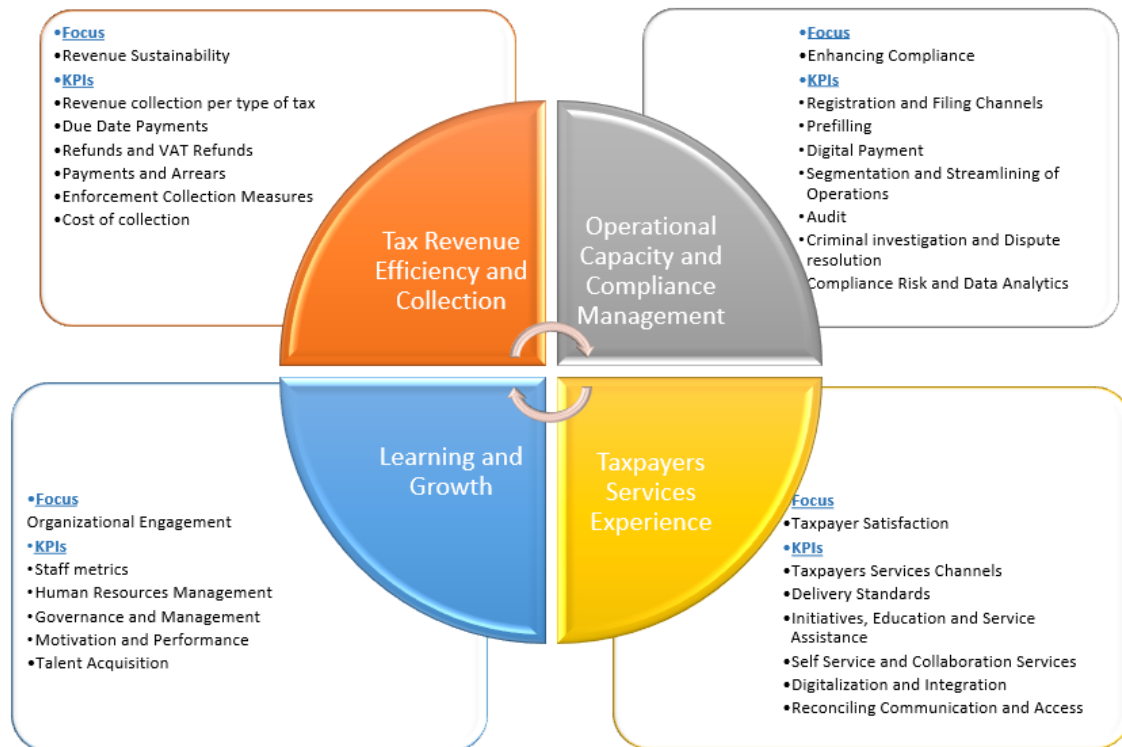 •Focus
•Revenue Sustainability
•KPIs
•Revenue collection per type of tax
•Due Date Payments
•Refunds and VAT Refunds
•Payments and Arrears
•Enforcement Collection Measures
•Cost of collection
•Focus
•Enhancing Compliance
•KPIs
•Registration and Filing Channels
•Prefilling
•Digital Payment
•Segmentation and Streamlining of
Operations
•Audit
•Criminal investigation and Dispute
resolution
•Compliance Risk and Data Analytics
Tax Revenue
Efficiency and
Collection
Operational
Capacity and
Compliance
Management
Learning and
Growth
Taxpayers
Services
Experience
•Focus
Organizational Engagement
•KPIs
•Staff metrics
•Human Resources Management
•Governance and Management
•Motivation and Performance
•Talent Acquisition
•Focus
•Taxpayer Satisfaction
•KPIs
•Taxpayers Services Channels
•Delivery Standards
•Initiatives, Education and Service
Assistance
•Self Service and Collaboration Services
•Digitalization and Integration
•Reconciling Communication and Access